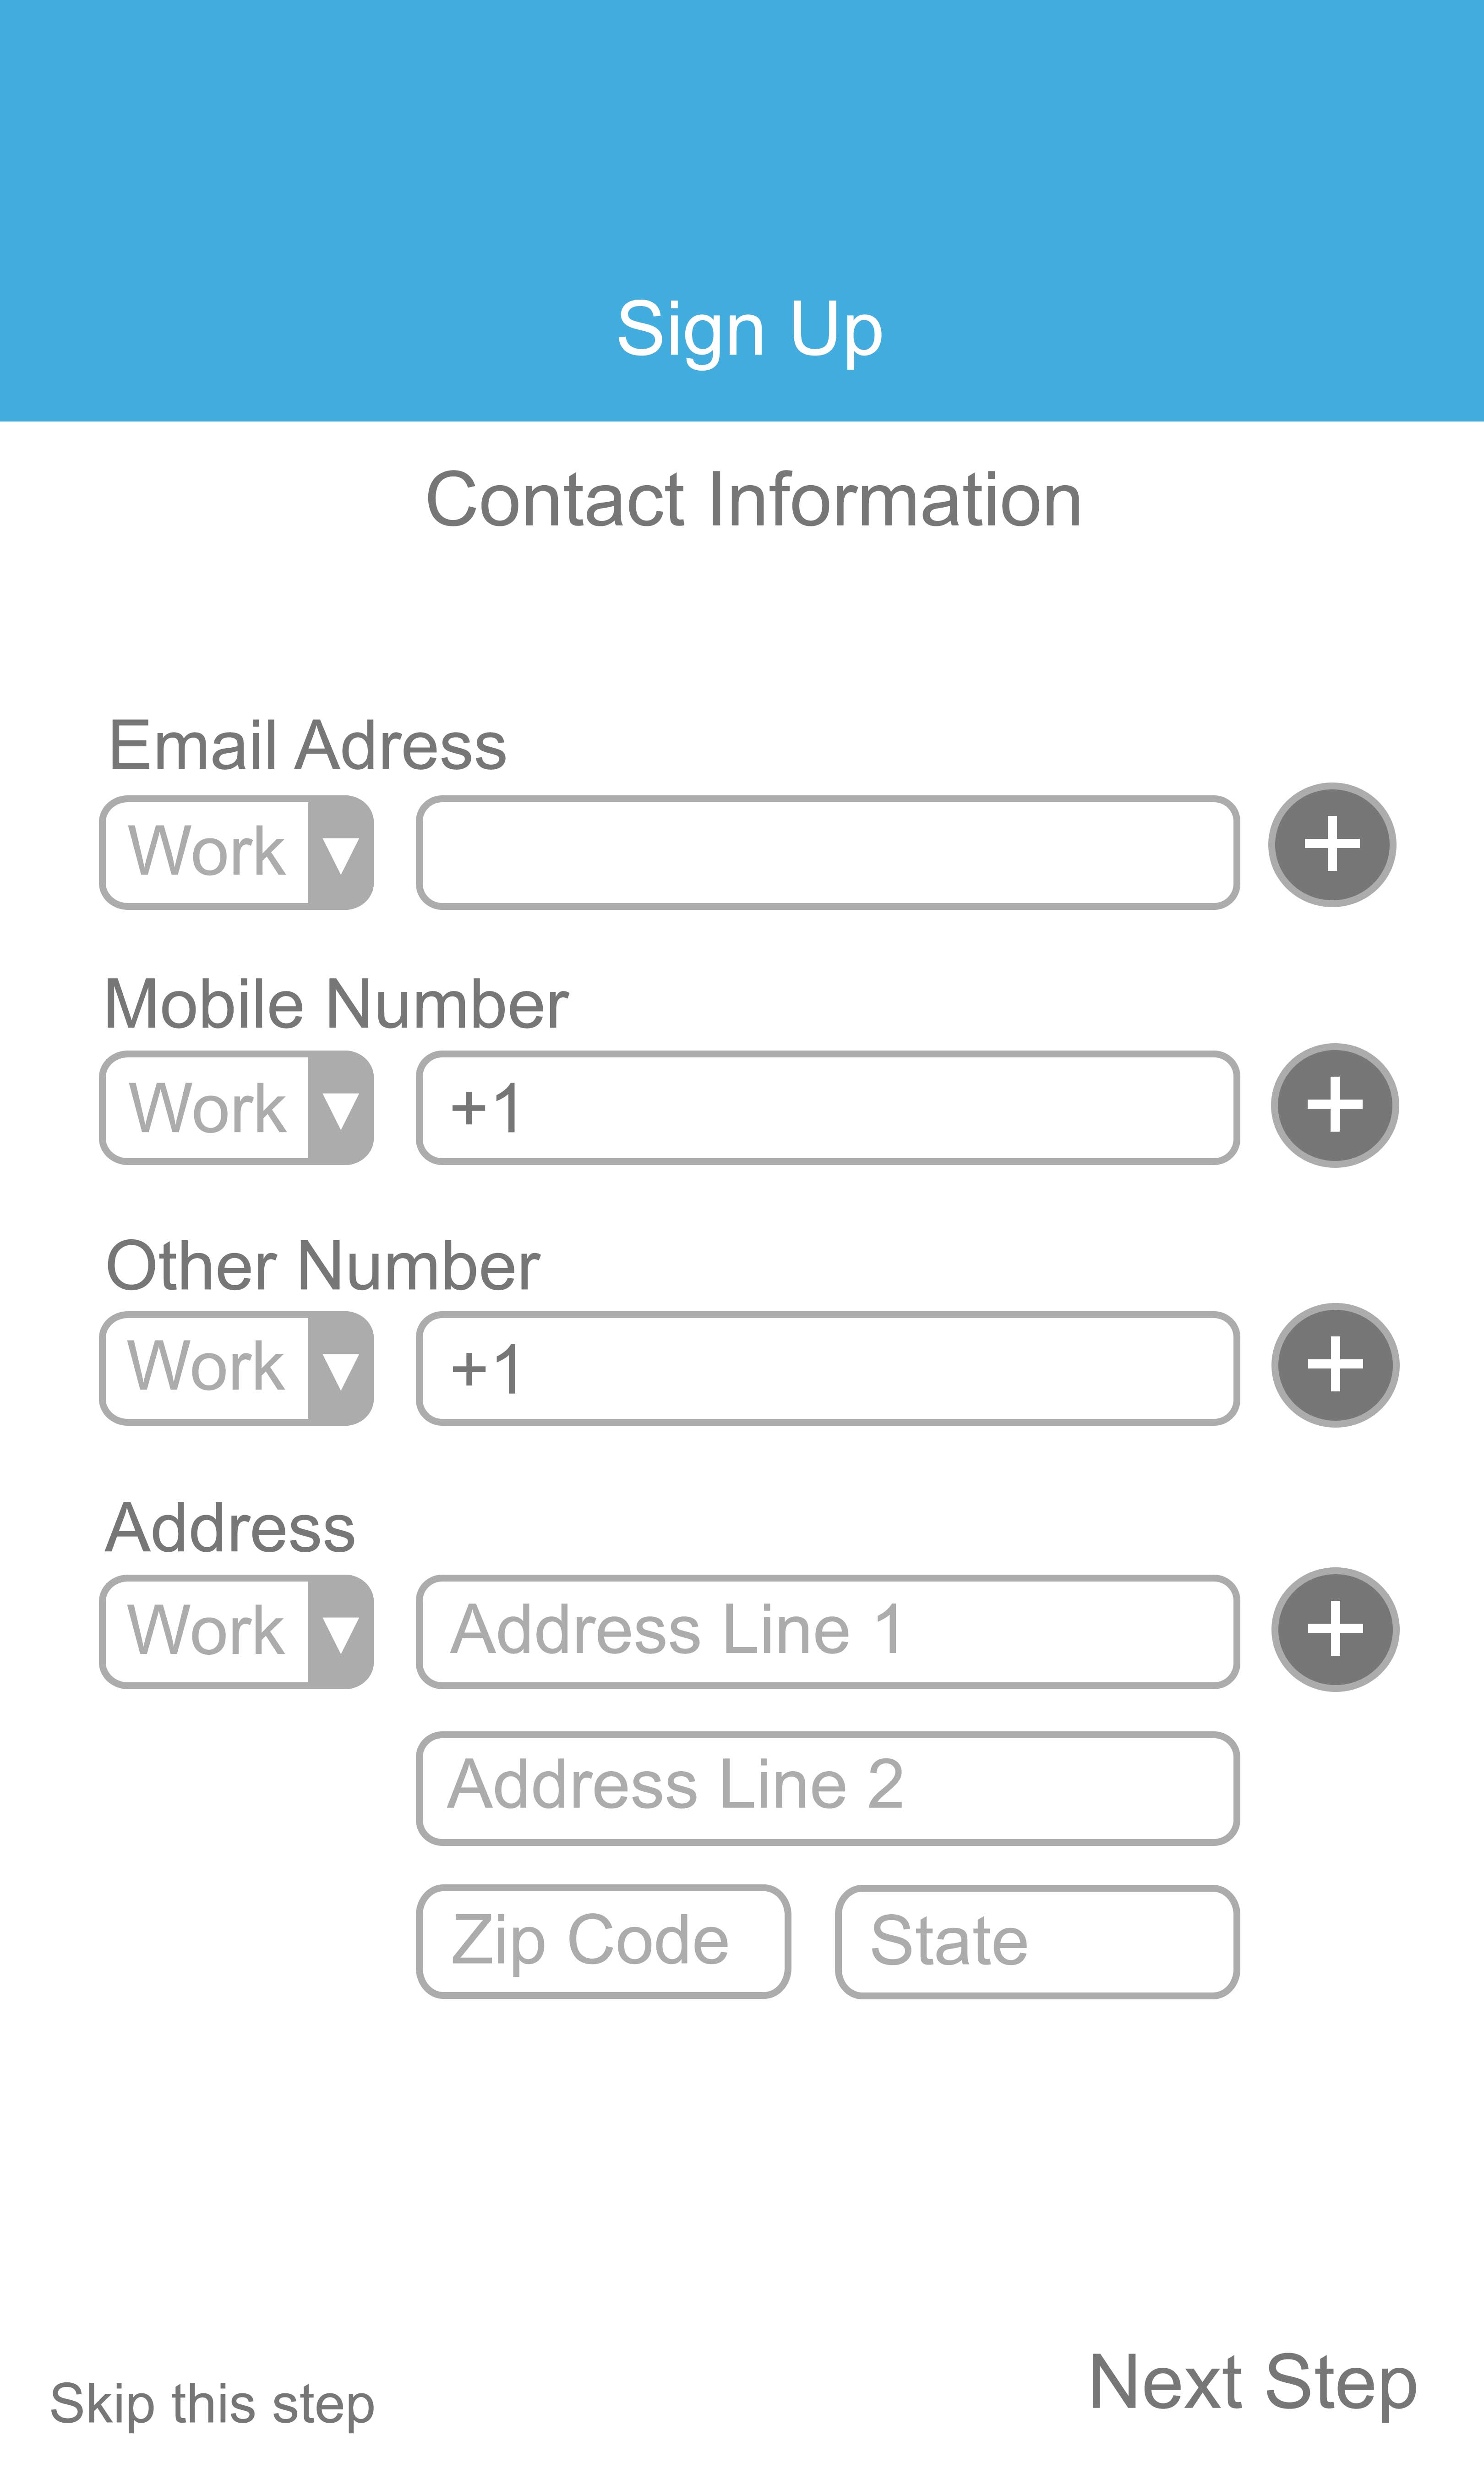 Sign Up
Contact Information
Email Adress
Work
+
Mobile Number
Work +1
+
Other Number
Work +1
+
Address
Work Address Line 1
+
Address Line 2
Zip Code State
Skip this step Next Step